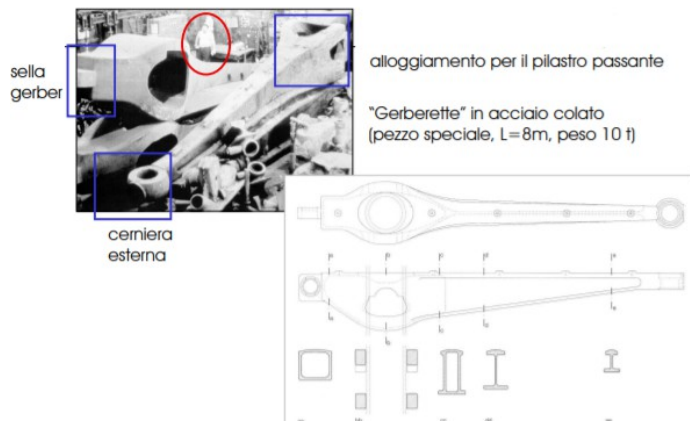 sella
gerber
alloggiamento per il pilastro passante
“Gerberette” in acciaio colato
(pezzo speciale, L=8m, peso 10 t)
cerniera
esterna